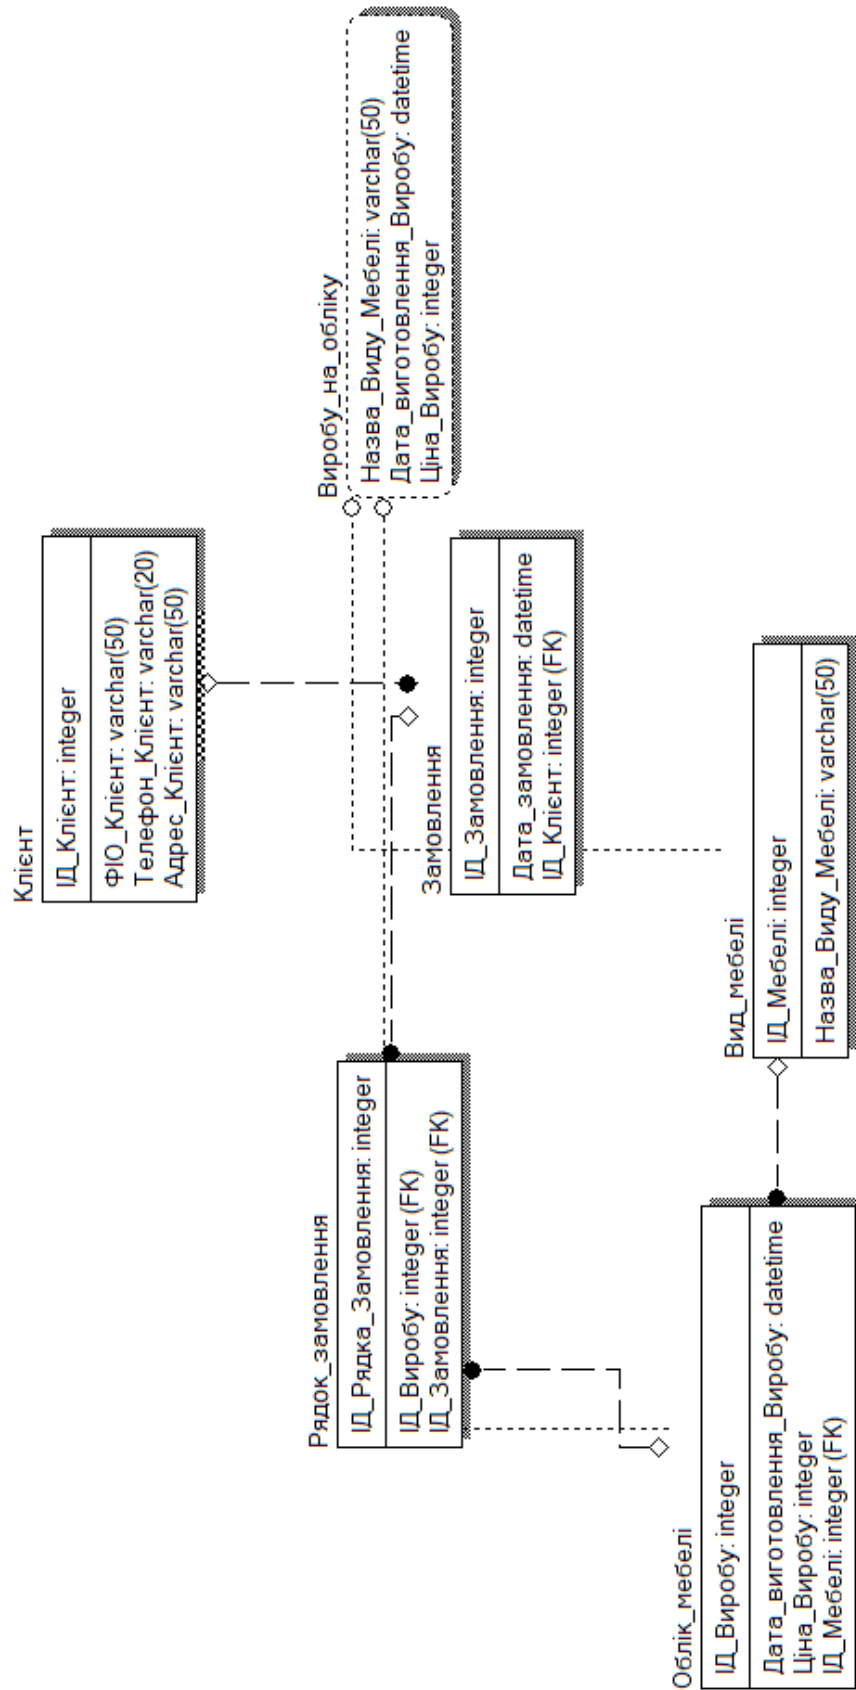 Клієнт
ІД_Клієнт: integer
ФІО_Клієнт: varchar(50)
Телефон_Клієнт: varchar(20)
Адрес_Клієнт: varchar(50)
Виробу_на_обліку
Назва_Виду_Мебелі: varchar(50)
Дата_виготовлення_Виробу: datetime
Ціна_Виробу: integer
Рядок_замовлення
ІД_Рядка_Замовлення: integer
ІД_Виробу: integer (FK)
ІД_Замовлення: integer (FK)
Замовлення
ІД_Замовлення: integer
Дата_замовлення: datetime
ІД_Клієнт: integer (FK)
Облік_мебелі
ІД_Виробу: integer
Дата_виготовлення_Виробу: datetime
Ціна_Виробу: integer
ІД_Мебелі: integer (FK)
Вид_мебелі
ІД_Мебелі: integer
Назва_Виду_Мебелі: varchar(50)